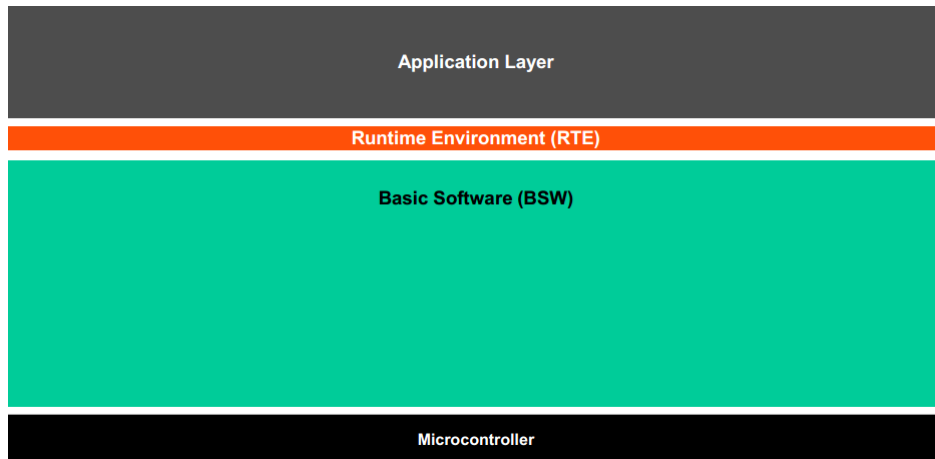 Application Layer
Runtime Environment (RTE)
Basic Software (BSW)
Microcontroller